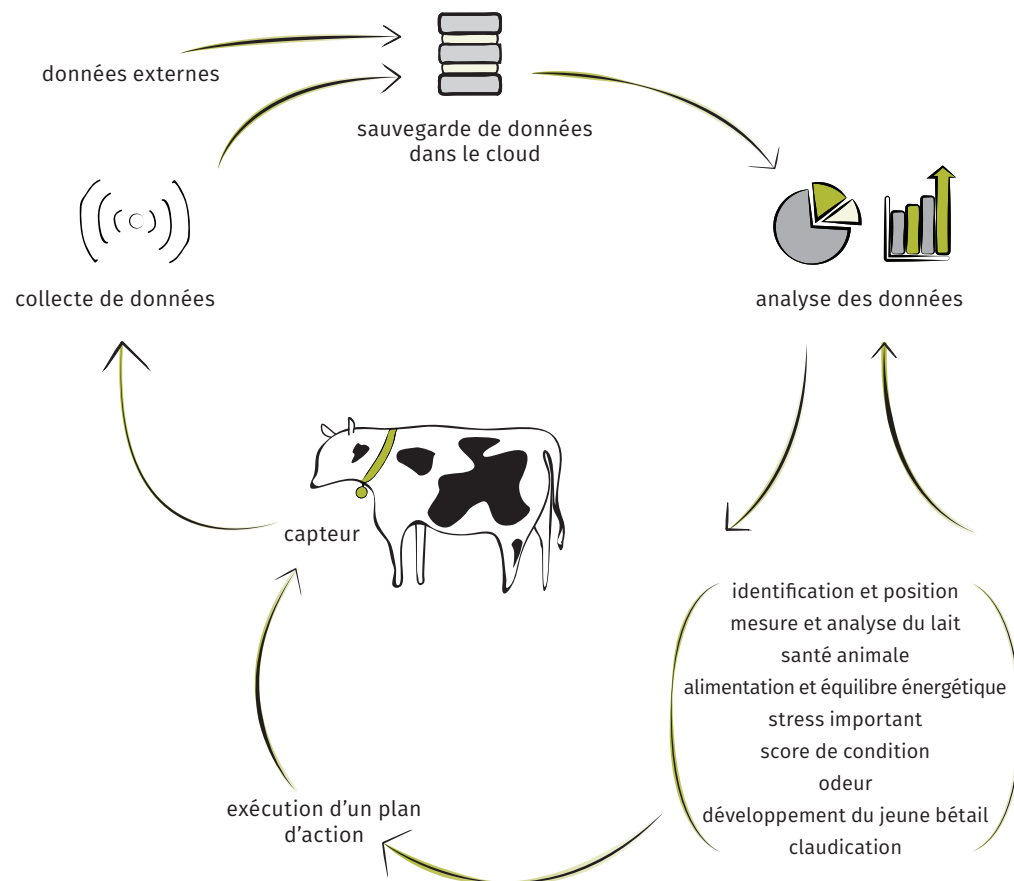 données externes
sauvegarde de données
dans le cloud
collecte de données
analyse des données
capteur
identification et position
mesure et analyse du lait
santé animale
alimentation et équilibre énergétique
stress important
score de condition
odeur
développement du jeune bétail
claudication
exécution d’un plan
d’action